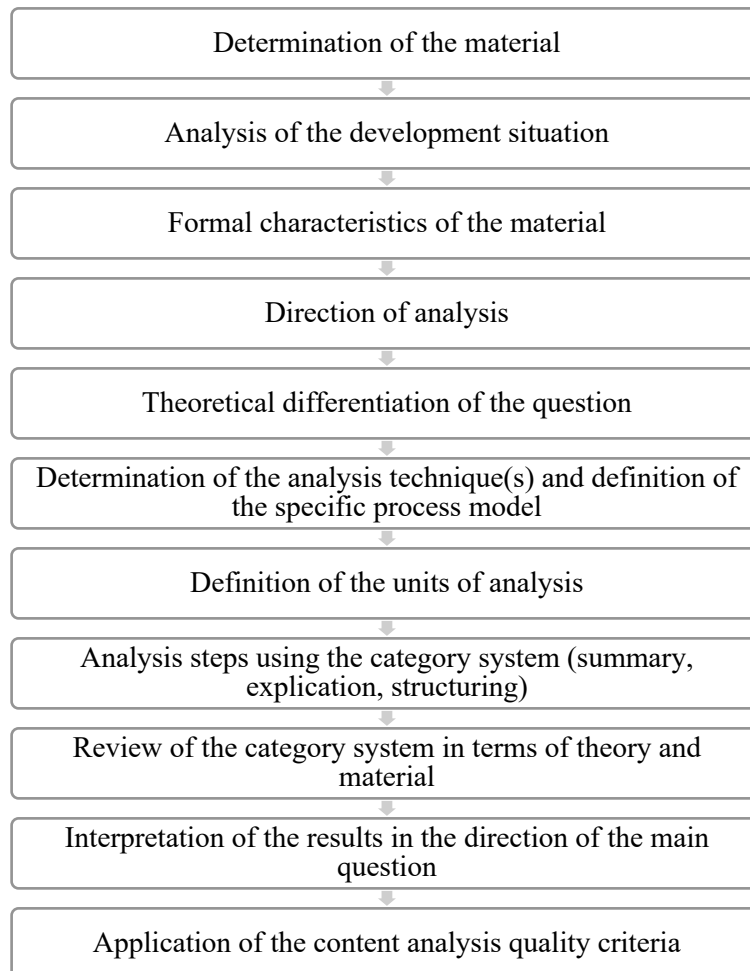 Determination of the material
Analysis of the development situation
Formal characteristics of the material
Direction of analysis
Theoretical differentiation of the question
Determination of the analysis technique(s) and definition of
the specific process model
Definition of the units of analysis
Analysis steps using the category system (summary,
explication, structuring)
Review of the category system in terms of theory and
material
Interpretation of the results in the direction of the main
question
Application of the content analysis quality criteria